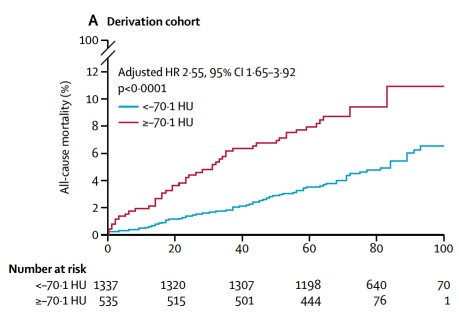 A Derivation cohort
100
12
10
8
6
4
2
0
All-cause mortality (%)
Adjusted HR 2·55, 95% CI 1·65–3·92
p<0·0001
<–70·1 HU
≥–70·1 HU
0 20 40 60 80 100
Number at risk
<–70·1 HU 1337 1320 1307 1198 640 70
≥–70·1 HU 535 515 501 444 76 1